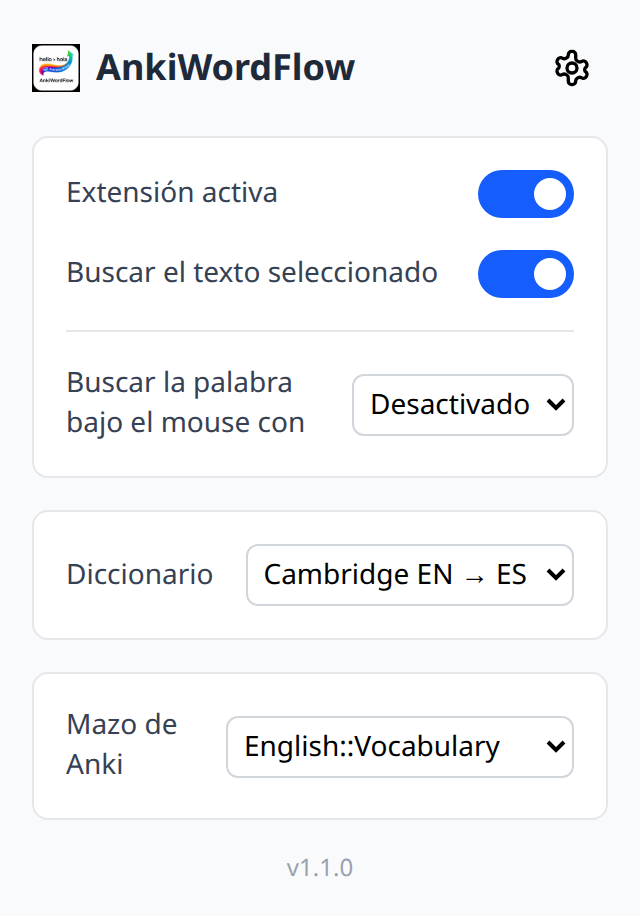 hello > hola
AnkiWordFlow
AnkiWordFlow
Extensión activa
Buscar el texto seleccionado
Buscar la palabra
bajo el mouse con
Desactivado
Diccionario
Cambridge EN → ES
Mazo de
Anki
English::Vocabulary
v1.1.0